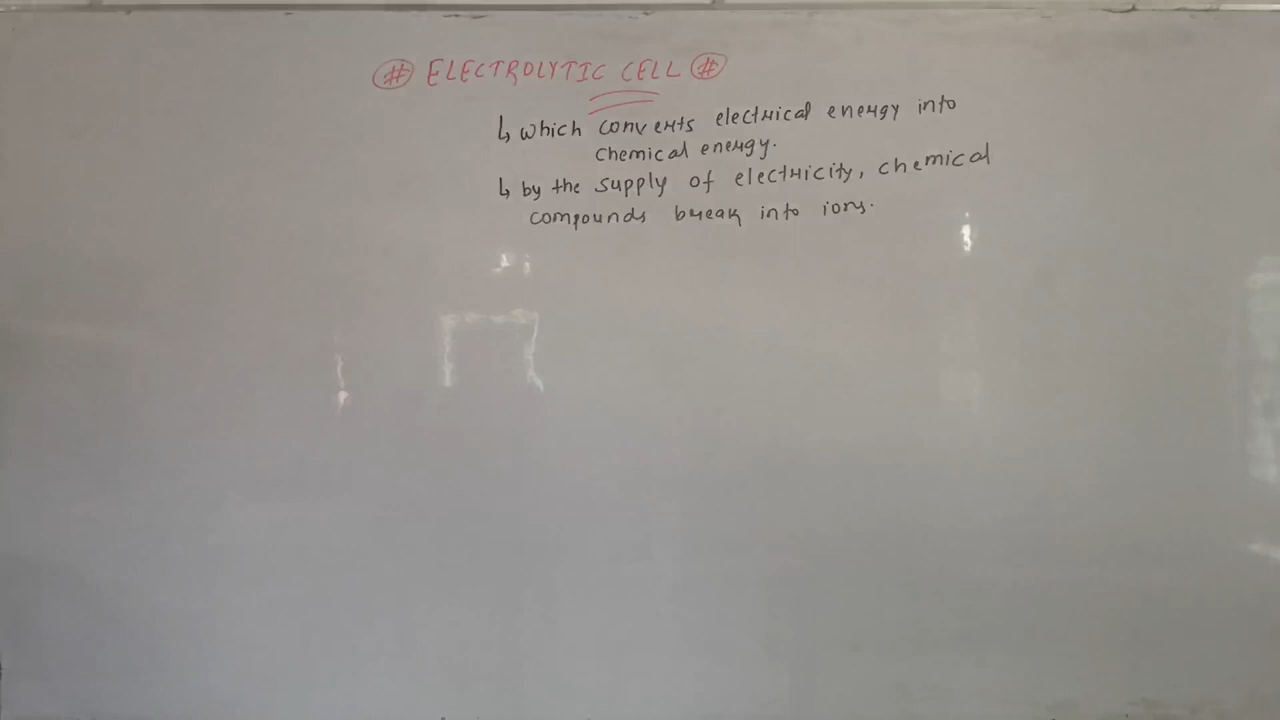 # ELECTROLYTIC CELL #
↳ which converts electrical energy into
chemical energy.
↳ by the supply of electricity, chemical
compounds break into ions.